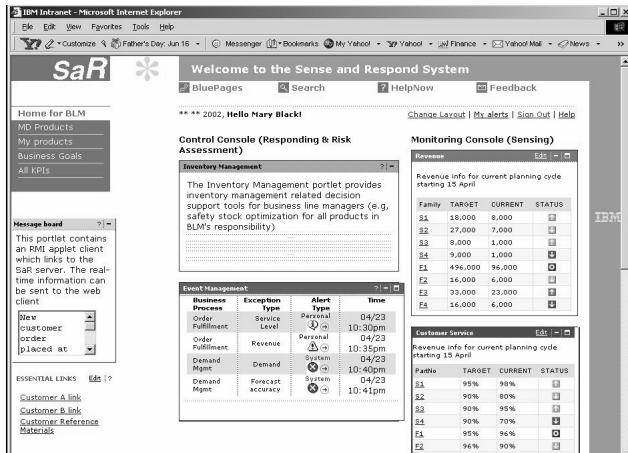 IBM Intranet - Microsoft Internet Explorer
File Edit View Favorites Tools Help
Customize Father's Day: Jun 16 Messenger Bookmarks My Yahoo! Yahoo! Finance Yahoo! Mail News
SaR
Welcome to the Sense and Respond System
BluePages Search HelpNow Feedback
Home for BLM
MD Products
My products
Business Goals
All KPIs
** ** 2002, Hello Mary Black!
Change Layout | My alerts | Sign Out | Help
Control Console (Responding & Risk
Assessment)
Inventory Management
The Inventory Management portlet provides
inventory management related decision
support tools for business line managers (e.g,
safety stock optimization for all products in
BLM's responsibility)
Event Management
Business Process Exception Type Alert Type Time
Order Fulfillment Service Level Personal 04/23 10:30pm
Order Fulfillment Revenue Personal 04/23 10:35pm
Demand Mgmt Demand System 04/23 10:40pm
Demand Mgmt Forecast accuracy System 04/23 10:41pm
Monitoring Console (Sensing)
Revenue Edit
Revenue info for current planning cycle
starting 15 April
Family TARGET CURRENT STATUS
S1 18,000 8,000
S2 27,000 7,000
S3 8,000 1,000
S4 9,000 1,000
F1 496,000 96,000
F2 16,000 6,000
F3 33,000 23,000
F4 16,000 6,000
Customer Service Edit
Revenue info for current planning cycle
starting 15 April
PartNo TARGET CURRENT STATUS
S1 95% 98%
S2 90% 80%
S3 90% 95%
S4 90% 70%
F1 95% 96%
F2 96% 90%
Message board ?
This portlet contains
an RMI applet client
which links to the
SaR server. The real-
time information can
be sent to the web
client
New
customer
order
placed at
ESSENTIAL LINKS Edit ?
Customer A link
Customer B link
Customer Reference
Materials
IBM